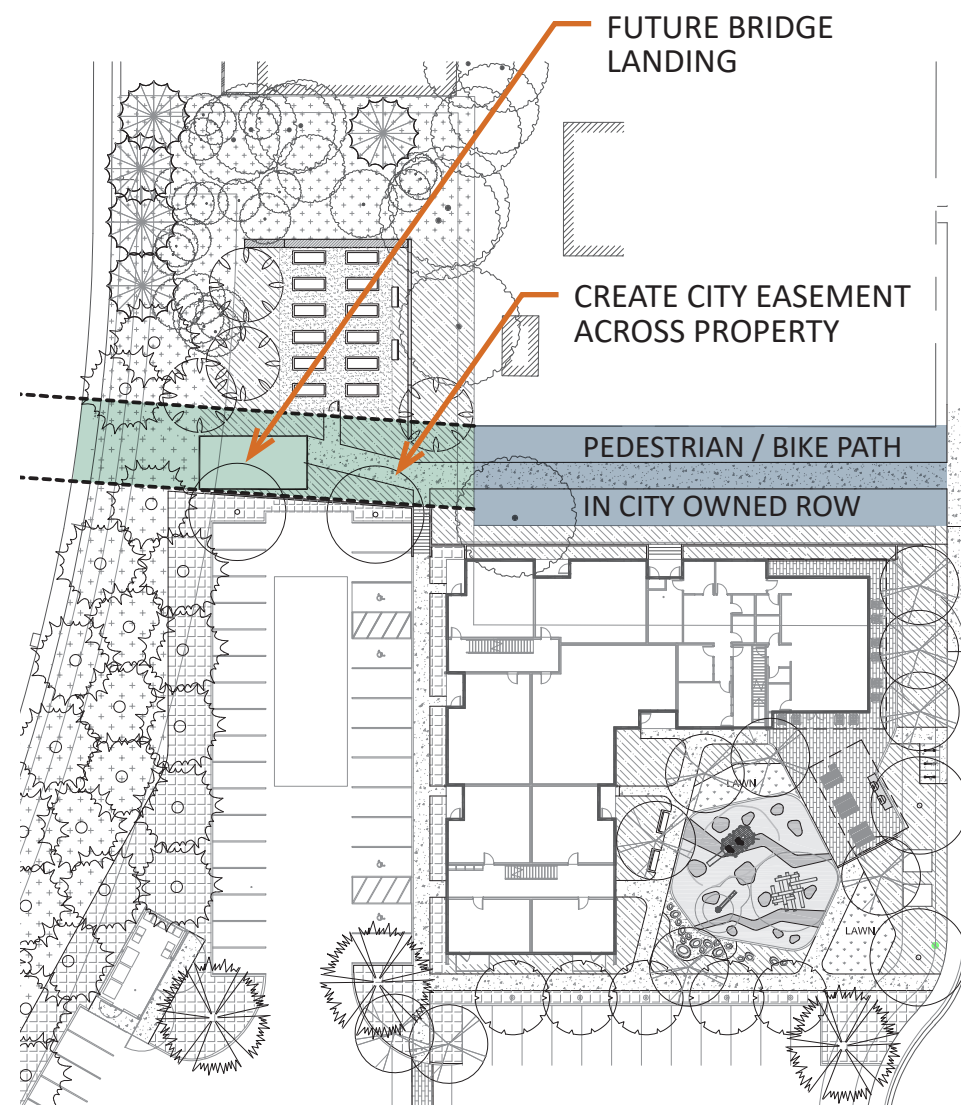 FUTURE BRIDGE
LANDING
CREATE CITY EASEMENT
ACROSS PROPERTY
PEDESTRIAN / BIKE PATH
IN CITY OWNED ROW
LAWN
LAWN